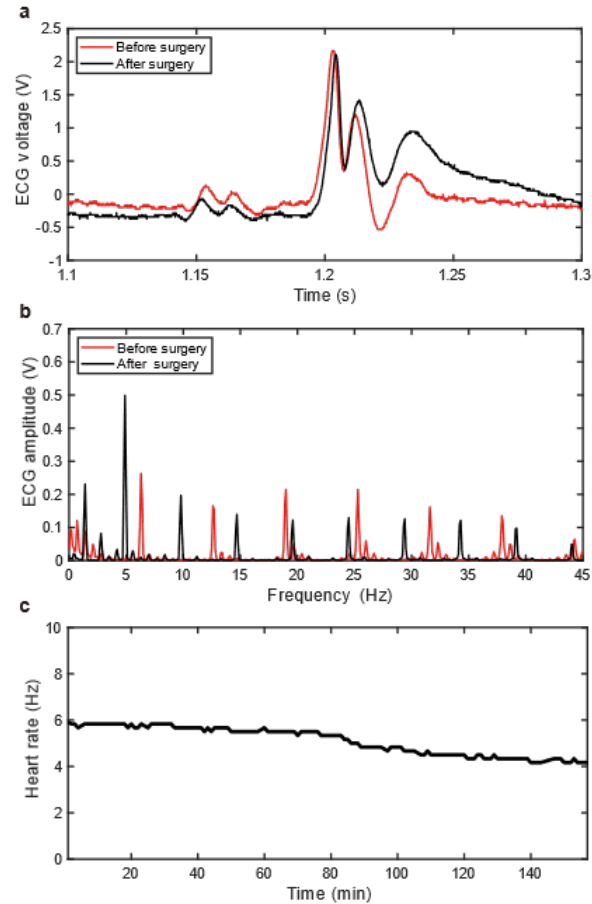 a
ECG voltage (V)
2.5
2
1.5
1
0.5
0
-0.5
-1
Before surgery
After surgery
1.1 1.15 1.2 1.25 1.3
Time (s)
b
ECG amplitude (V)
0.7
0.6
0.5
0.4
0.3
0.2
0.1
0
Before surgery
After surgery
0 5 10 15 20 25 30 35 40 45
Frequency (Hz)
c
Heart rate (Hz)
10
8
6
4
2
0
20 40 60 80 100 120 140
Time (min)